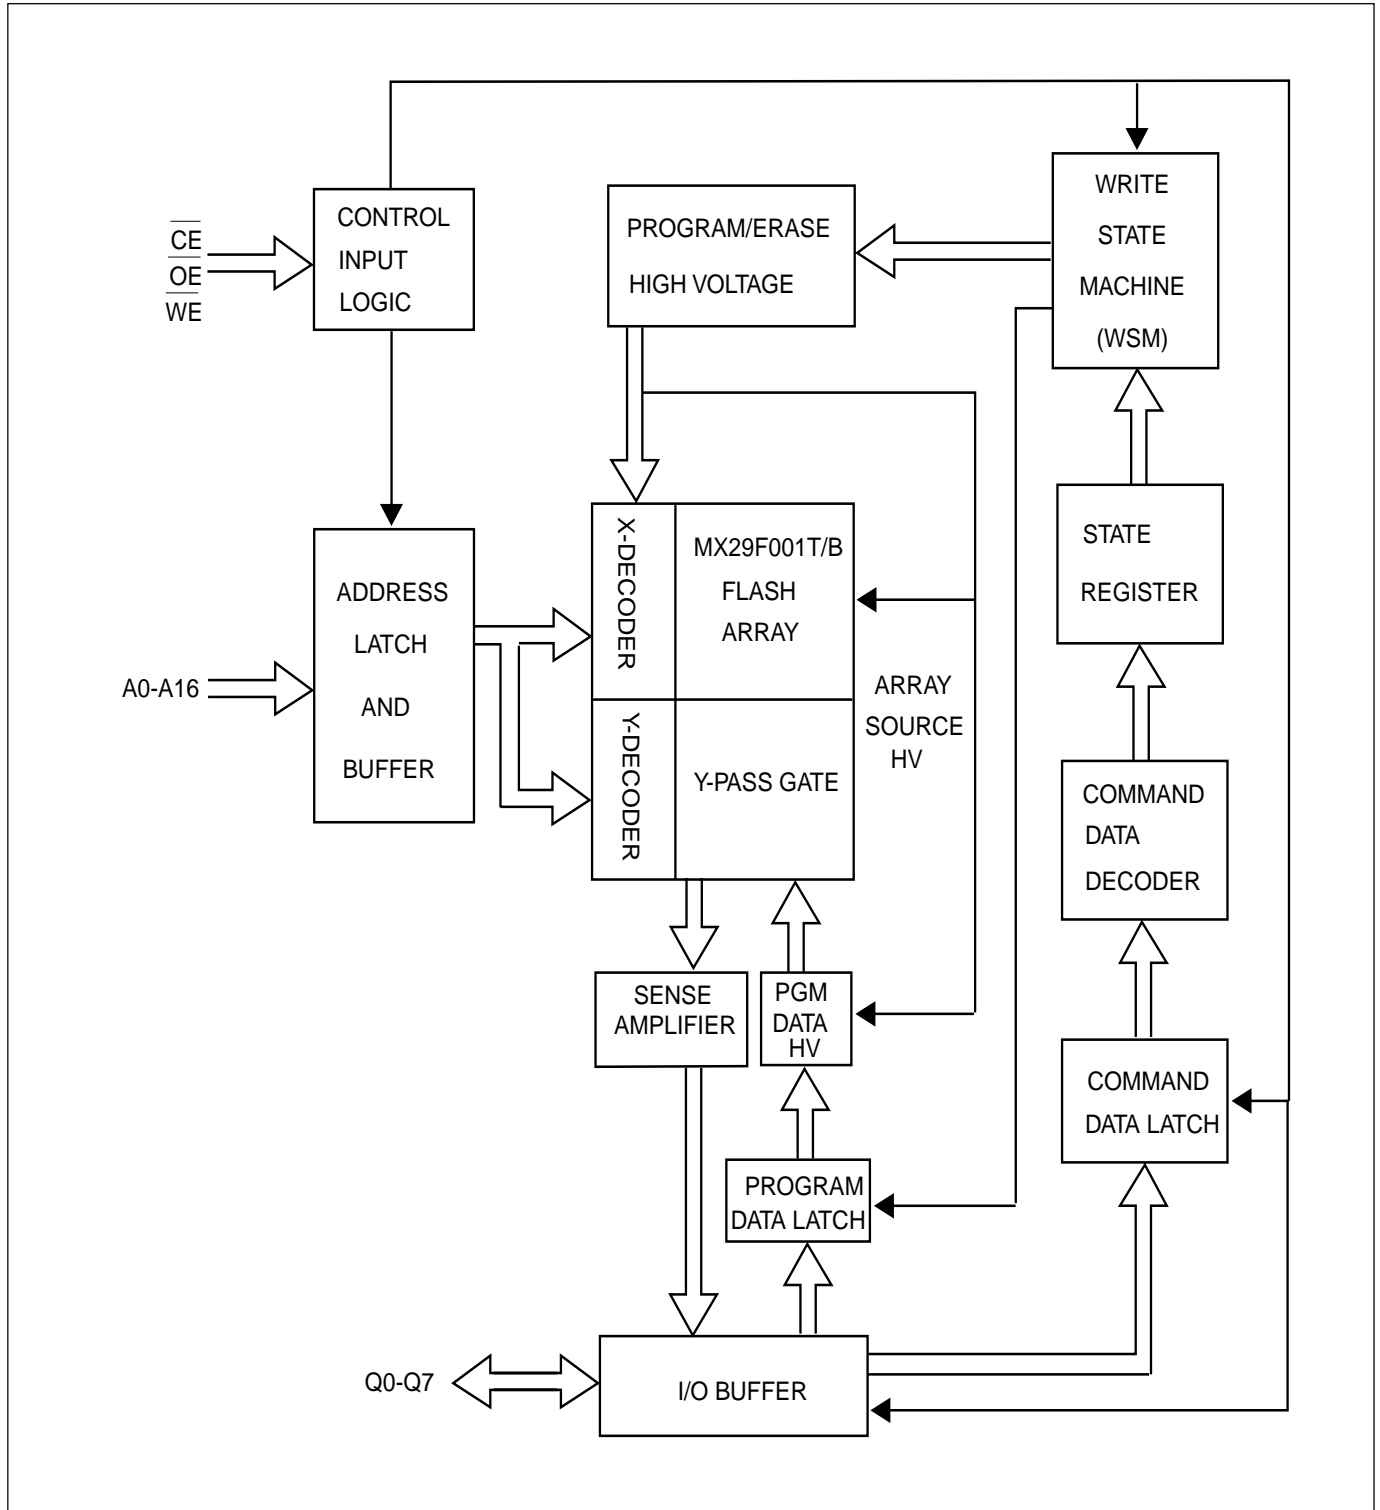 WRITE
STATE
MACHINE
(WSM)
CONTROL
INPUT
LOGIC
CE
OE
WE
PROGRAM/ERASE
HIGH VOLTAGE
STATE
REGISTER
X-DECODER
MX29F001T/B
FLASH
ARRAY
ADDRESS
LATCH
AND
BUFFER
A0-A16
ARRAY
SOURCE
HV
Y-DECODER
Y-PASS GATE
COMMAND
DATA
DECODER
SENSE
AMPLIFIER
PGM
DATA
HV
COMMAND
DATA LATCH
PROGRAM
DATA LATCH
Q0-Q7
I/O BUFFER